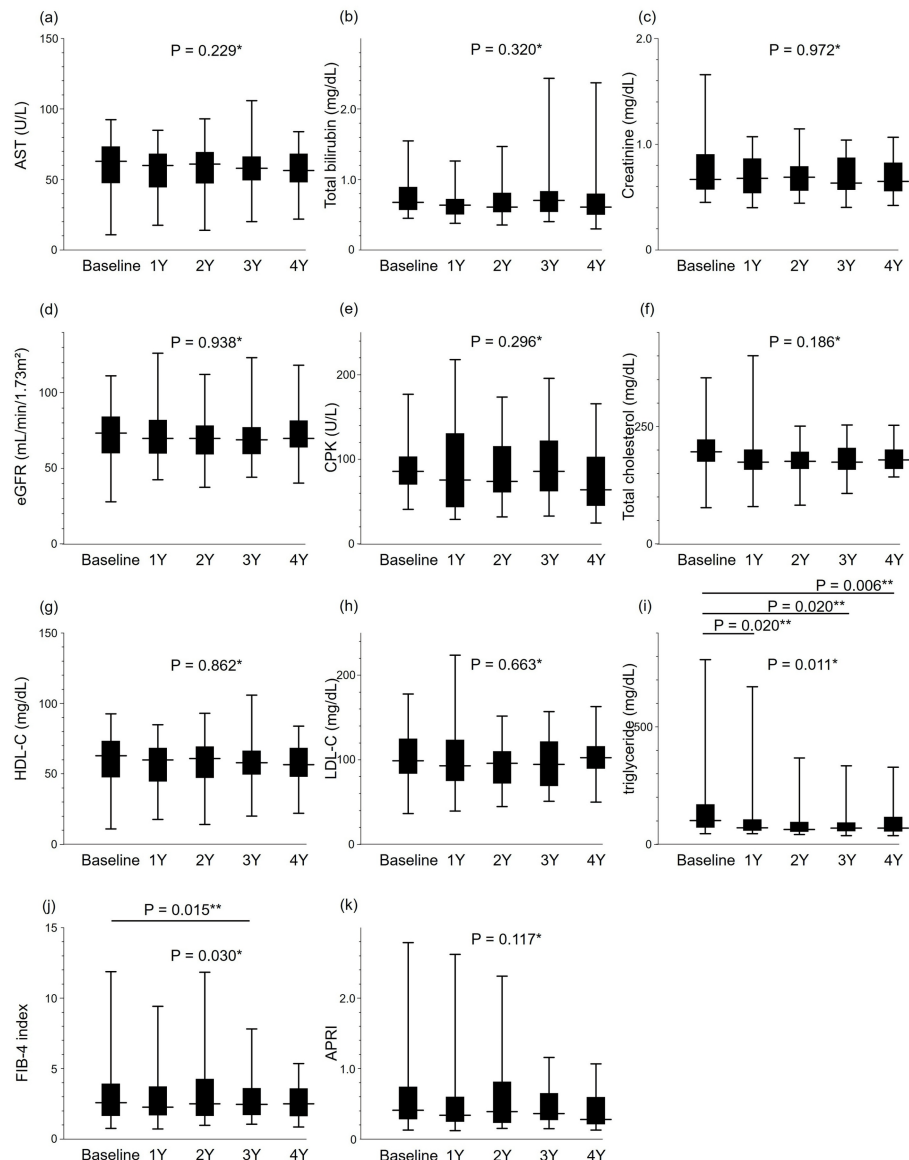 (a)
150
100
50
0
AST (U/L)
P = 0.229*
Baseline 1Y 2Y 3Y 4Y
(b)
2.0
1.0
0
Total bilirubin (mg/dL)
P = 0.320*
Baseline 1Y 2Y 3Y 4Y
(c)
2.0
1.0
0
Creatinine (mg/dL)
P = 0.972*
Baseline 1Y 2Y 3Y 4Y
(d)
100
50
0
eGFR (mL/min/1.73m²)
P = 0.938*
Baseline 1Y 2Y 3Y 4Y
(e)
200
100
0
CPK (U/L)
P = 0.296*
Baseline 1Y 2Y 3Y 4Y
(f)
250
0
Total cholesterol (mg/dL)
P = 0.186*
Baseline 1Y 2Y 3Y 4Y
(g)
150
100
50
0
HDL-C (mg/dL)
P = 0.862*
Baseline 1Y 2Y 3Y 4Y
(h)
200
100
0
LDL-C (mg/dL)
P = 0.663*
Baseline 1Y 2Y 3Y 4Y
P = 0.006**
P = 0.020**
(i)
P = 0.020**
500
0
triglyceride (mg/dL)
P = 0.011*
Baseline 1Y 2Y 3Y 4Y
(j)
P = 0.015**
15
10
5
0
FIB-4 index
P = 0.030*
Baseline 1Y 2Y 3Y 4Y
(k)
2.0
1.0
0
APRI
P = 0.117*
Baseline 1Y 2Y 3Y 4Y